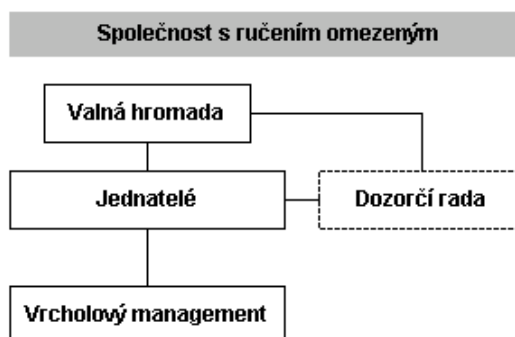 Společnost s ručením omezeným
Valná hromada
Jednatelé
Dozorčí rada
Vrcholový management